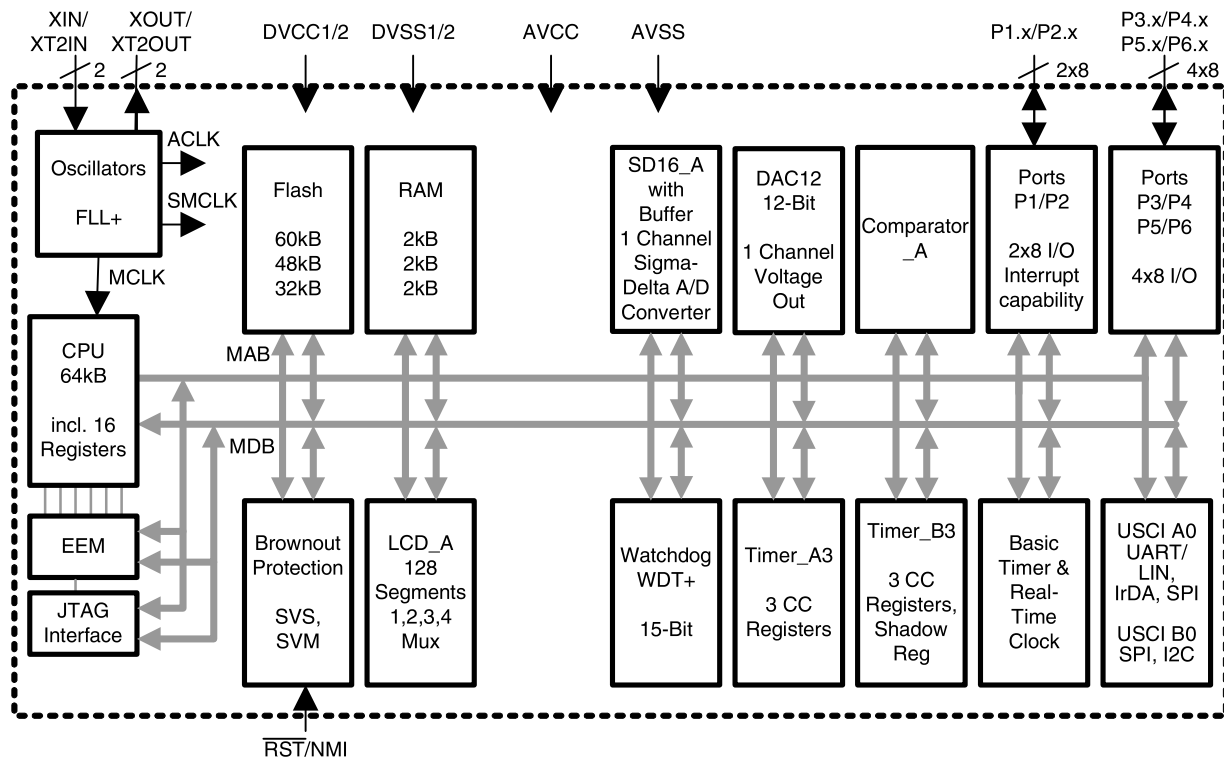 XIN/
XT2IN
XOUT/
XT2OUT
DVCC1/2
DVSS1/2
AVCC
AVSS
P1.x/P2.x
P3.x/P4.x
P5.x/P6.x
2
2
2x8
4x8
Oscillators
FLL+
ACLK
SMCLK
MCLK
Flash
60kB
48kB
32kB
RAM
2kB
2kB
2kB
SD16_A
with
Buffer
1 Channel
Sigma-
Delta A/D
Converter
DAC12
12-Bit
1 Channel
Voltage
Out
Comparator
_A
Ports
P1/P2
2x8 I/O
Interrupt
capability
Ports
P3/P4
P5/P6
4x8 I/O
CPU
64kB
incl. 16
Registers
MAB
MDB
EEM
JTAG
Interface
Brownout
Protection
SVS,
SVM
LCD_A
128
Segments
1,2,3,4
Mux
Watchdog
WDT+
15-Bit
Timer_A3
3 CC
Registers
Timer_B3
3 CC
Registers,
Shadow
Reg
Basic
Timer &
Real-
Time
Clock
USCI A0
UART/
LIN,
IrDA, SPI
USCI B0
SPI, I2C
RST/NMI